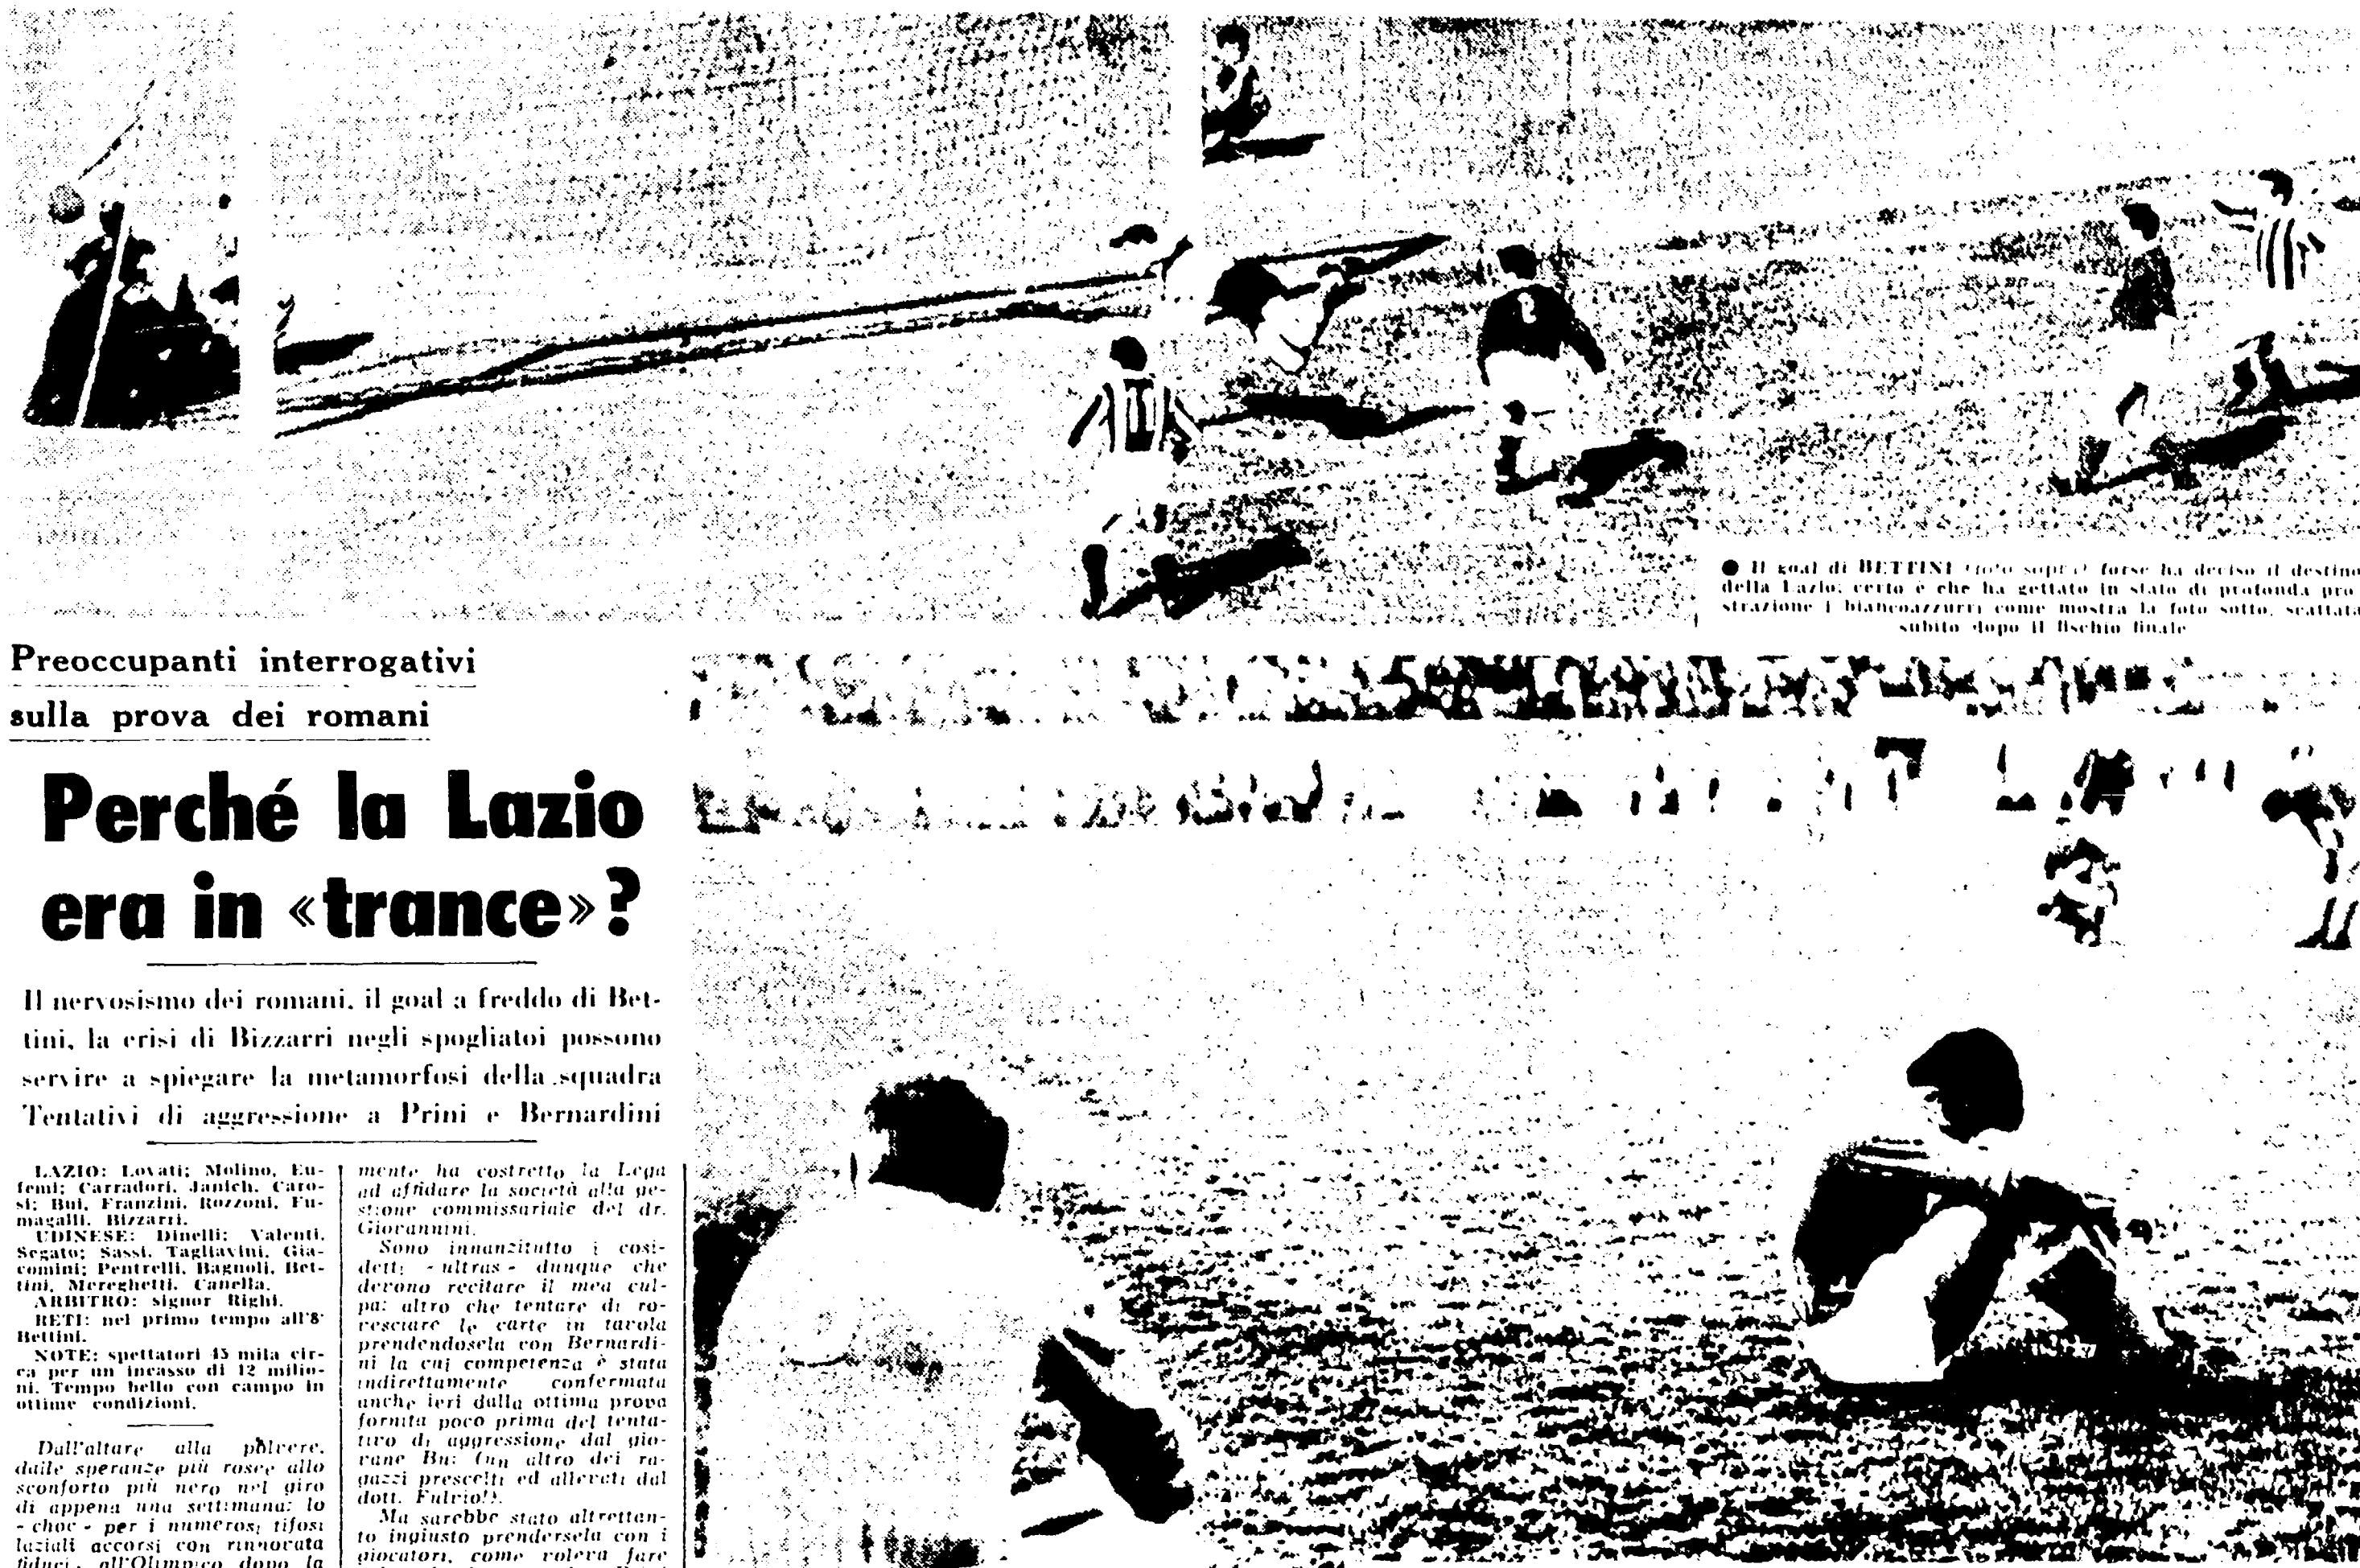 ● Il goal di BETTINI (foto sopra) forse ha deciso il destino
della Lazio: certo è che ha gettato in stato di profonda pro-
strazione i biancoazzurri come mostra la foto sotto, scattata
subito dopo il fischio finale
Preoccupanti interrogativi
sulla prova dei romani
Perché la Lazio
era in «trance»?
Il nervosismo dei romani, il goal a freddo di Bet-
tini, la crisi di Bizzarri negli spogliatoi possono
servire a spiegare la metamorfosi della squadra
Tentativi di aggressione a Prini e Bernardini
LAZIO: Lovati; Molino, Eu-
femi; Carradori, Janich, Caro-
si; Bui, Franzini, Rozzoni, Fu-
magalli, Bizzarri.
UDINESE: Dinelli; Valenti,
Segato; Sassi, Tagliavini, Gia-
comini; Pentrelli, Bagnoli, Bet-
tini, Mereghetti, Canella.
ARBITRO: signor Righi.
RETI: nel primo tempo all'8'
Bettini.
NOTE: spettatori 45 mila cir-
ca per un incasso di 12 milio-
ni. Tempo bello con campo in
ottime condizioni.
Dall'altare alla polvere,
dalle speranze più rosee allo
sconforto più nero nel giro
di appena una settimana: lo
- choc - per i numerosi tifosi
laziali accorsi con rinnovata
fiducia all'Olimpico dopo la
mente ha costretto la Lega
ad affidare la società alla ge-
stione commissariale del dr.
Giovannini.
Sono innanzitutto i cosi-
detti - ultras - dunque che
devono recitare il mea cul-
pa: altro che tentare di ro-
vesciare le carte in tavola
prendendosela con Bernardi-
ni la cui competenza è stata
indirettamente confermata
anche ieri dalla ottima prova
fornita poco prima del tenta-
tivo di aggressione dal gio-
vane Bui (un altro dei ra-
gazzi prescelti ed allevati dal
dott. Fulvio!).
Ma sarebbe stato altrettan-
to ingiusto prendersela con i
giocatori, come voleva fare